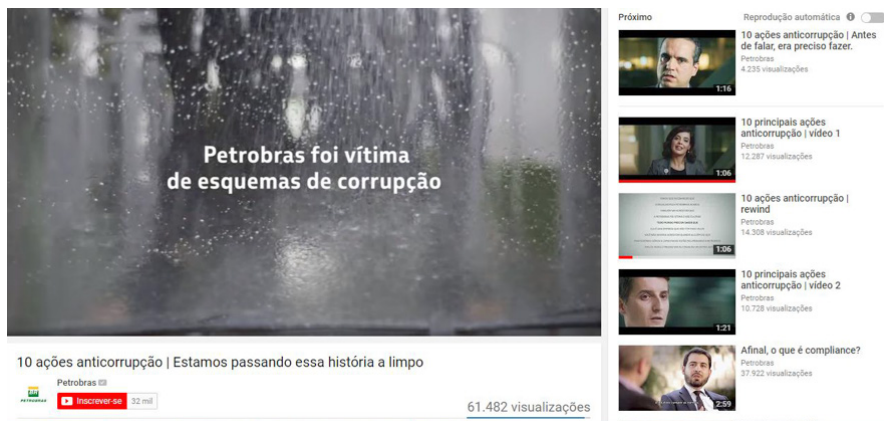 Petrobras foi vítima
de esquemas de corrupção
10 ações anticorrupção | Estamos passando essa história a limpo
Petrobras
PETROBRAS
Inscrever-se 32 mil
61.482 visualizações
Próximo Reprodução automática
10 ações anticorrupção | Antes
de falar, era preciso fazer.
Petrobras
4.235 visualizações
1:16
10 principais ações
anticorrupção | vídeo 1
Petrobras
12.287 visualizações
1:06
10 ações anticorrupção |
rewind
Petrobras
14.308 visualizações
1:06
10 principais ações
anticorrupção | vídeo 2
Petrobras
10.728 visualizações
1:21
Afinal, o que é compliance?
Petrobras
37.922 visualizações
2:59